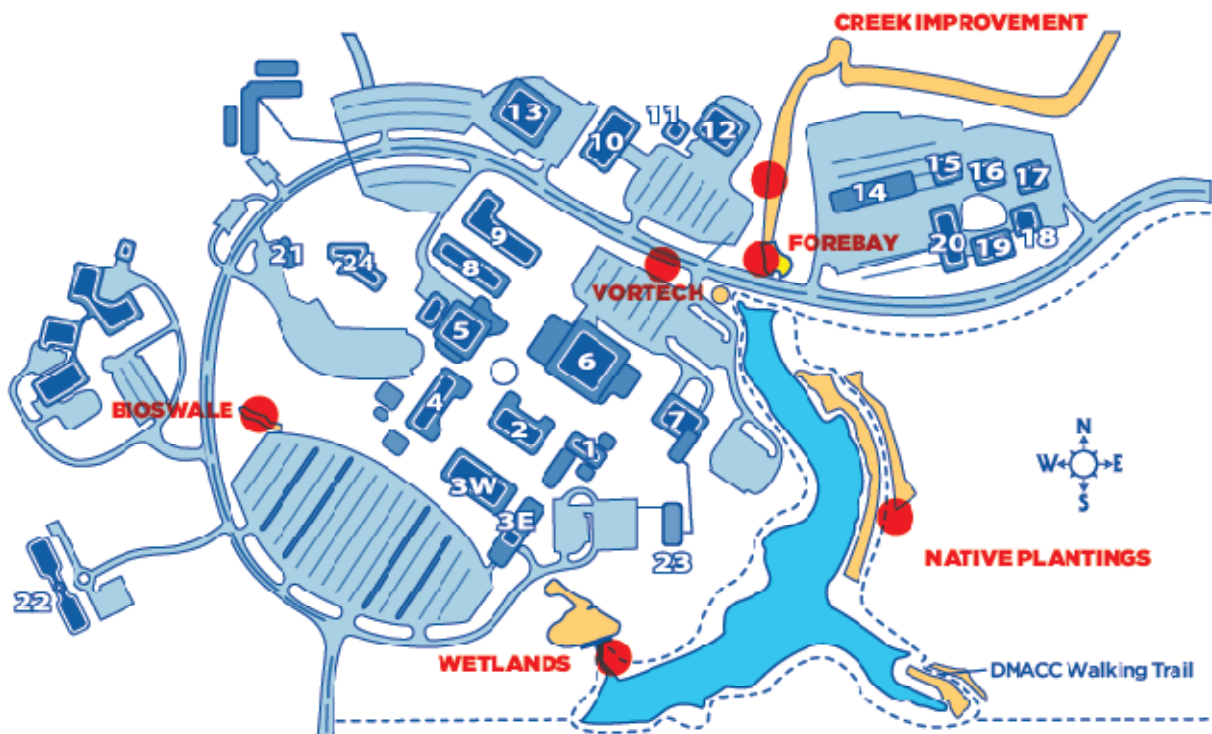 CREEK IMPROVEMENT
13
11
12
10
15
16
17
14
9
FOREBAY
20
19
18
21
24
8
VORTECH
5
6
BIOSWALE
4
7
2
1
N
W
E
S
3W
3E
23
NATIVE PLANTINGS
22
WETLANDS
DMACC Walking Trail